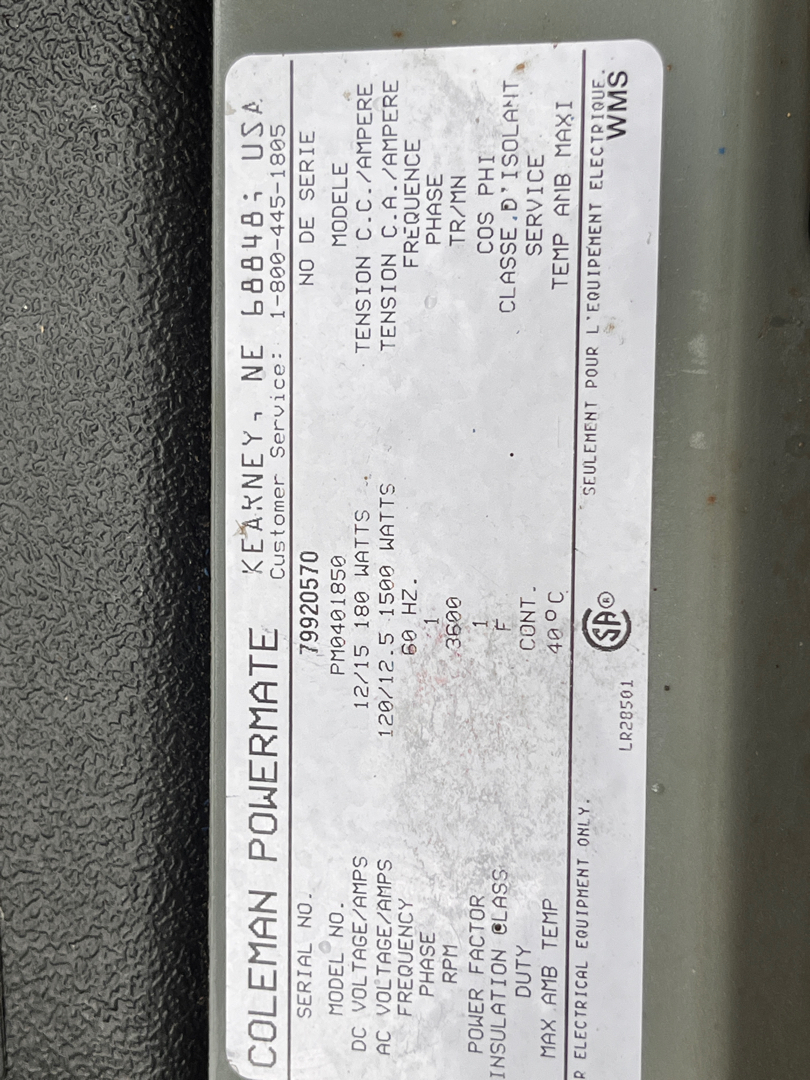 COLEMAN POWERMATE KEARNEY, NE 68848; USA
Customer Service: 1-800-445-1805
SERIAL NO. 79920570 NO DE SERIE
MODEL NO. PM0401850 MODELE
DC VOLTAGE/AMPS 12/15 180 WATTS TENSION C.C./AMPERE
AC VOLTAGE/AMPS 120/12.5 1500 WATTS TENSION C.A./AMPERE
FREQUENCY 60 HZ. FREQUENCE
PHASE 1 PHASE
RPM 3600 TR/MN
POWER FACTOR 1 COS PHI
INSULATION CLASS F CLASSE D'ISOLANT
DUTY CONT. SERVICE
MAX AMB TEMP 40°C TEMP AMB MAXI
R ELECTRICAL EQUIPMENT ONLY. SEULEMENT POUR L'EQUIPEMENT ELECTRIQUE.
LR28501 SA® WMS